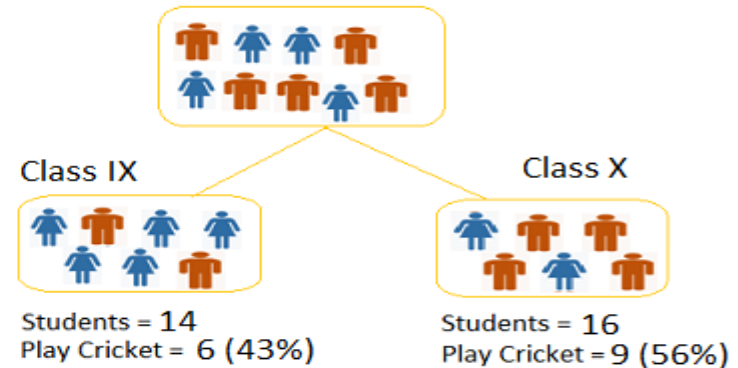 Class IX
Class X
Students = 14
Play Cricket = 6 (43%)
Students = 16
Play Cricket = 9 (56%)